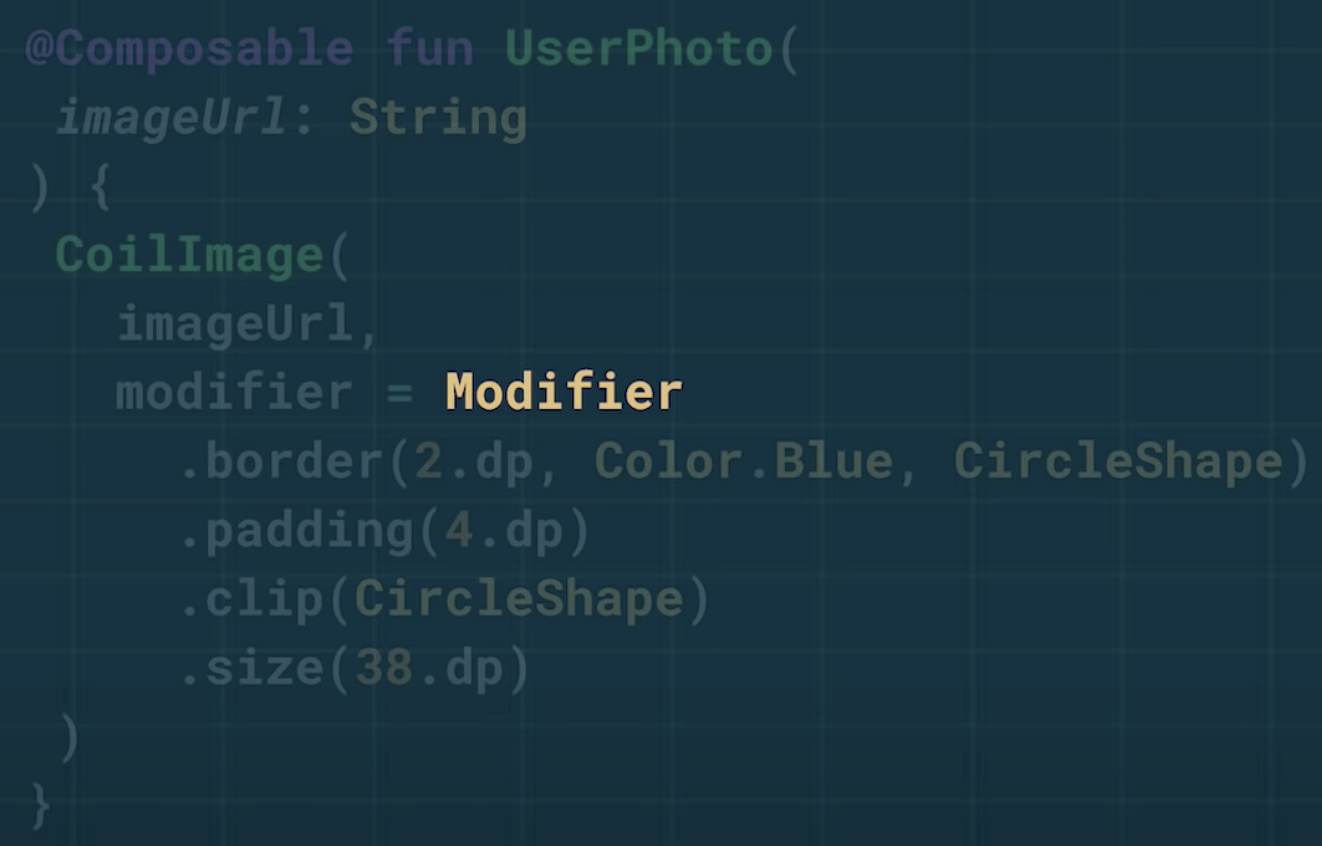 @Composable fun UserPhoto(
imageUrl: String
) {
CoilImage(
imageUrl,
modifier = Modifier
.border(2.dp, Color.Blue, CircleShape)
.padding(4.dp)
.clip(CircleShape)
.size(38.dp)
)
}